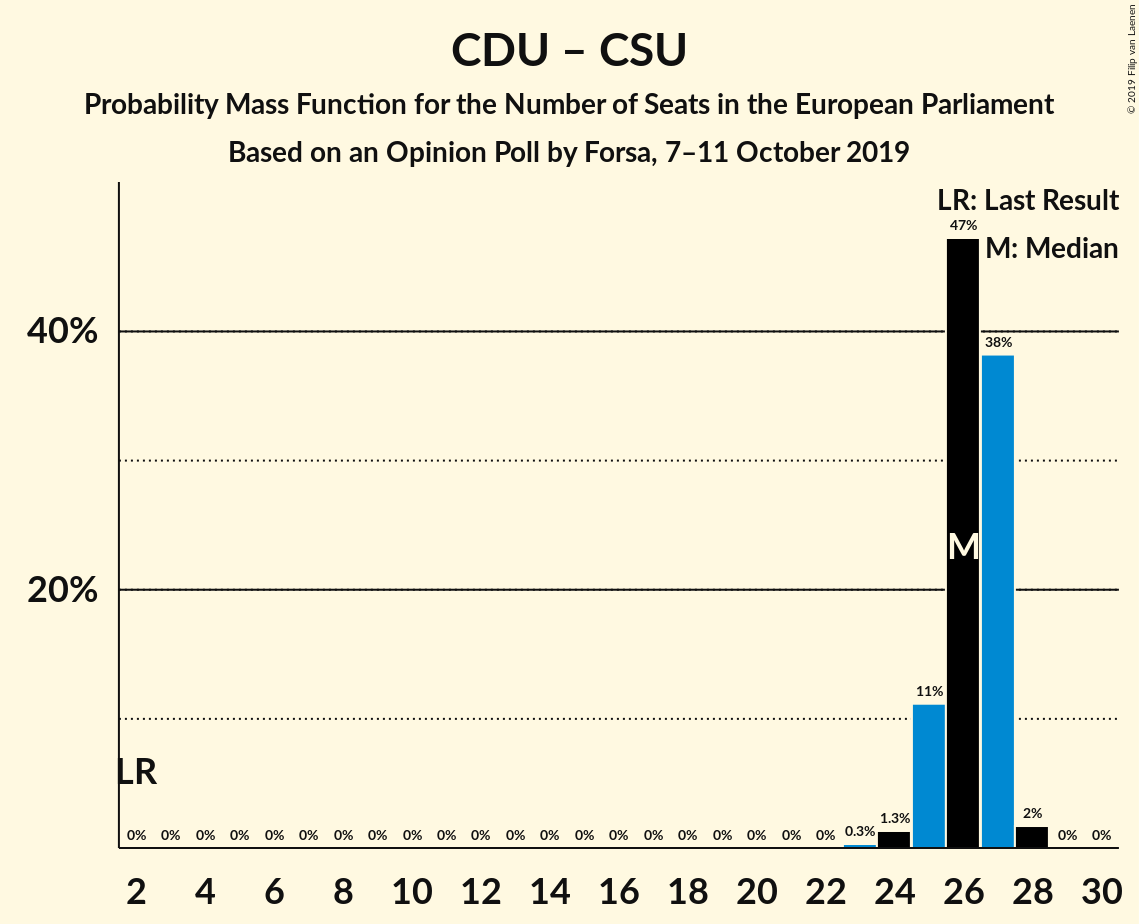 CDU – CSU
Probability Mass Function for the Number of Seats in the European Parliament
Based on an Opinion Poll by Forsa, 7–11 October 2019
© 2019 Filip van Laenen
LR: Last Result
M: Median
47%
40%
38%
M
20%
11%
LR
0% 0% 0% 0% 0% 0% 0% 0% 0% 0% 0% 0% 0% 0% 0% 0% 0% 0% 0% 0% 0% 0.3% 1.3% 2% 0% 0%
2 4 6 8 10 12 14 16 18 20 22 24 26 28 30